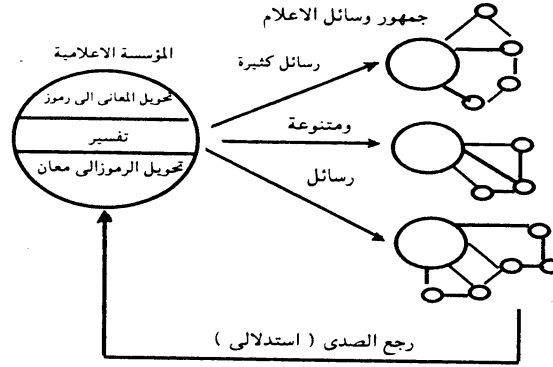 جمهور وسائل الاعلام
المؤسسة الاعلامية
رسائل كثيرة
تحويل المعانى الى رموز
ومتنوعة
تفسير
تحويل الرموزالى معان
رسائل
رجع الصدى ( استدلالى )